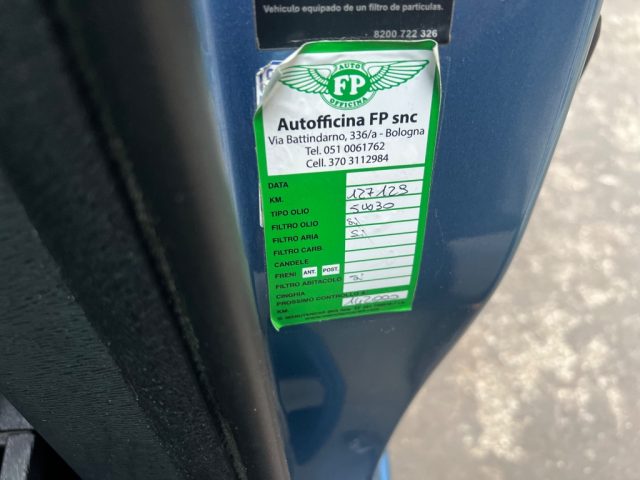 Vehículo equipado de un filtro de partículas.
8200 722 326
AUTO
FP
OFFICINA
Autofficina FP snc
Via Battindarno, 336/a - Bologna
Tel. 051 0061762
Cell. 370 3112984
DATA
KM. 127129
TIPO OLIO 5W30
FILTRO OLIO si
FILTRO ARIA si
FILTRO CARB.
CANDELE
FRENI ANT. POST.
FILTRO ABITACOLO si
CINGHIA
PROSSIMO CONTROLLO A
KM. 142000